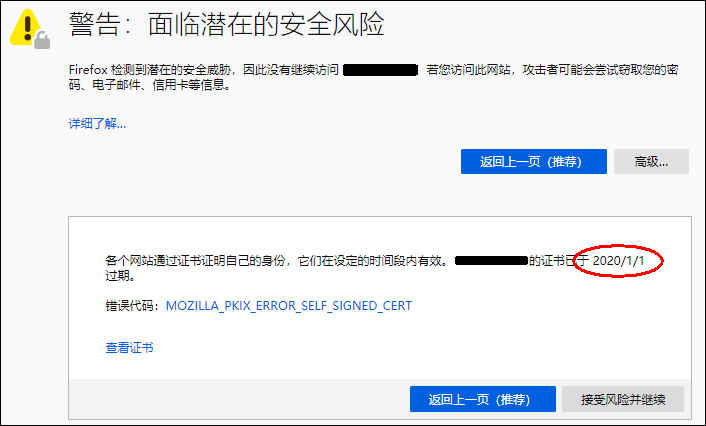 警告：面临潜在的安全风险
Firefox 检测到潜在的安全威胁，因此没有继续访问 若您访问此网站，攻击者可能会尝试窃取您的密
码、电子邮件、信用卡等信息。
详细了解...
返回上一页（推荐）
高级...
各个网站通过证书证明自己的身份，它们在设定的时间段内有效。 的证书已于 2020/1/1
过期。
错误代码：MOZILLA_PKIX_ERROR_SELF_SIGNED_CERT
查看证书
返回上一页（推荐）
接受风险并继续